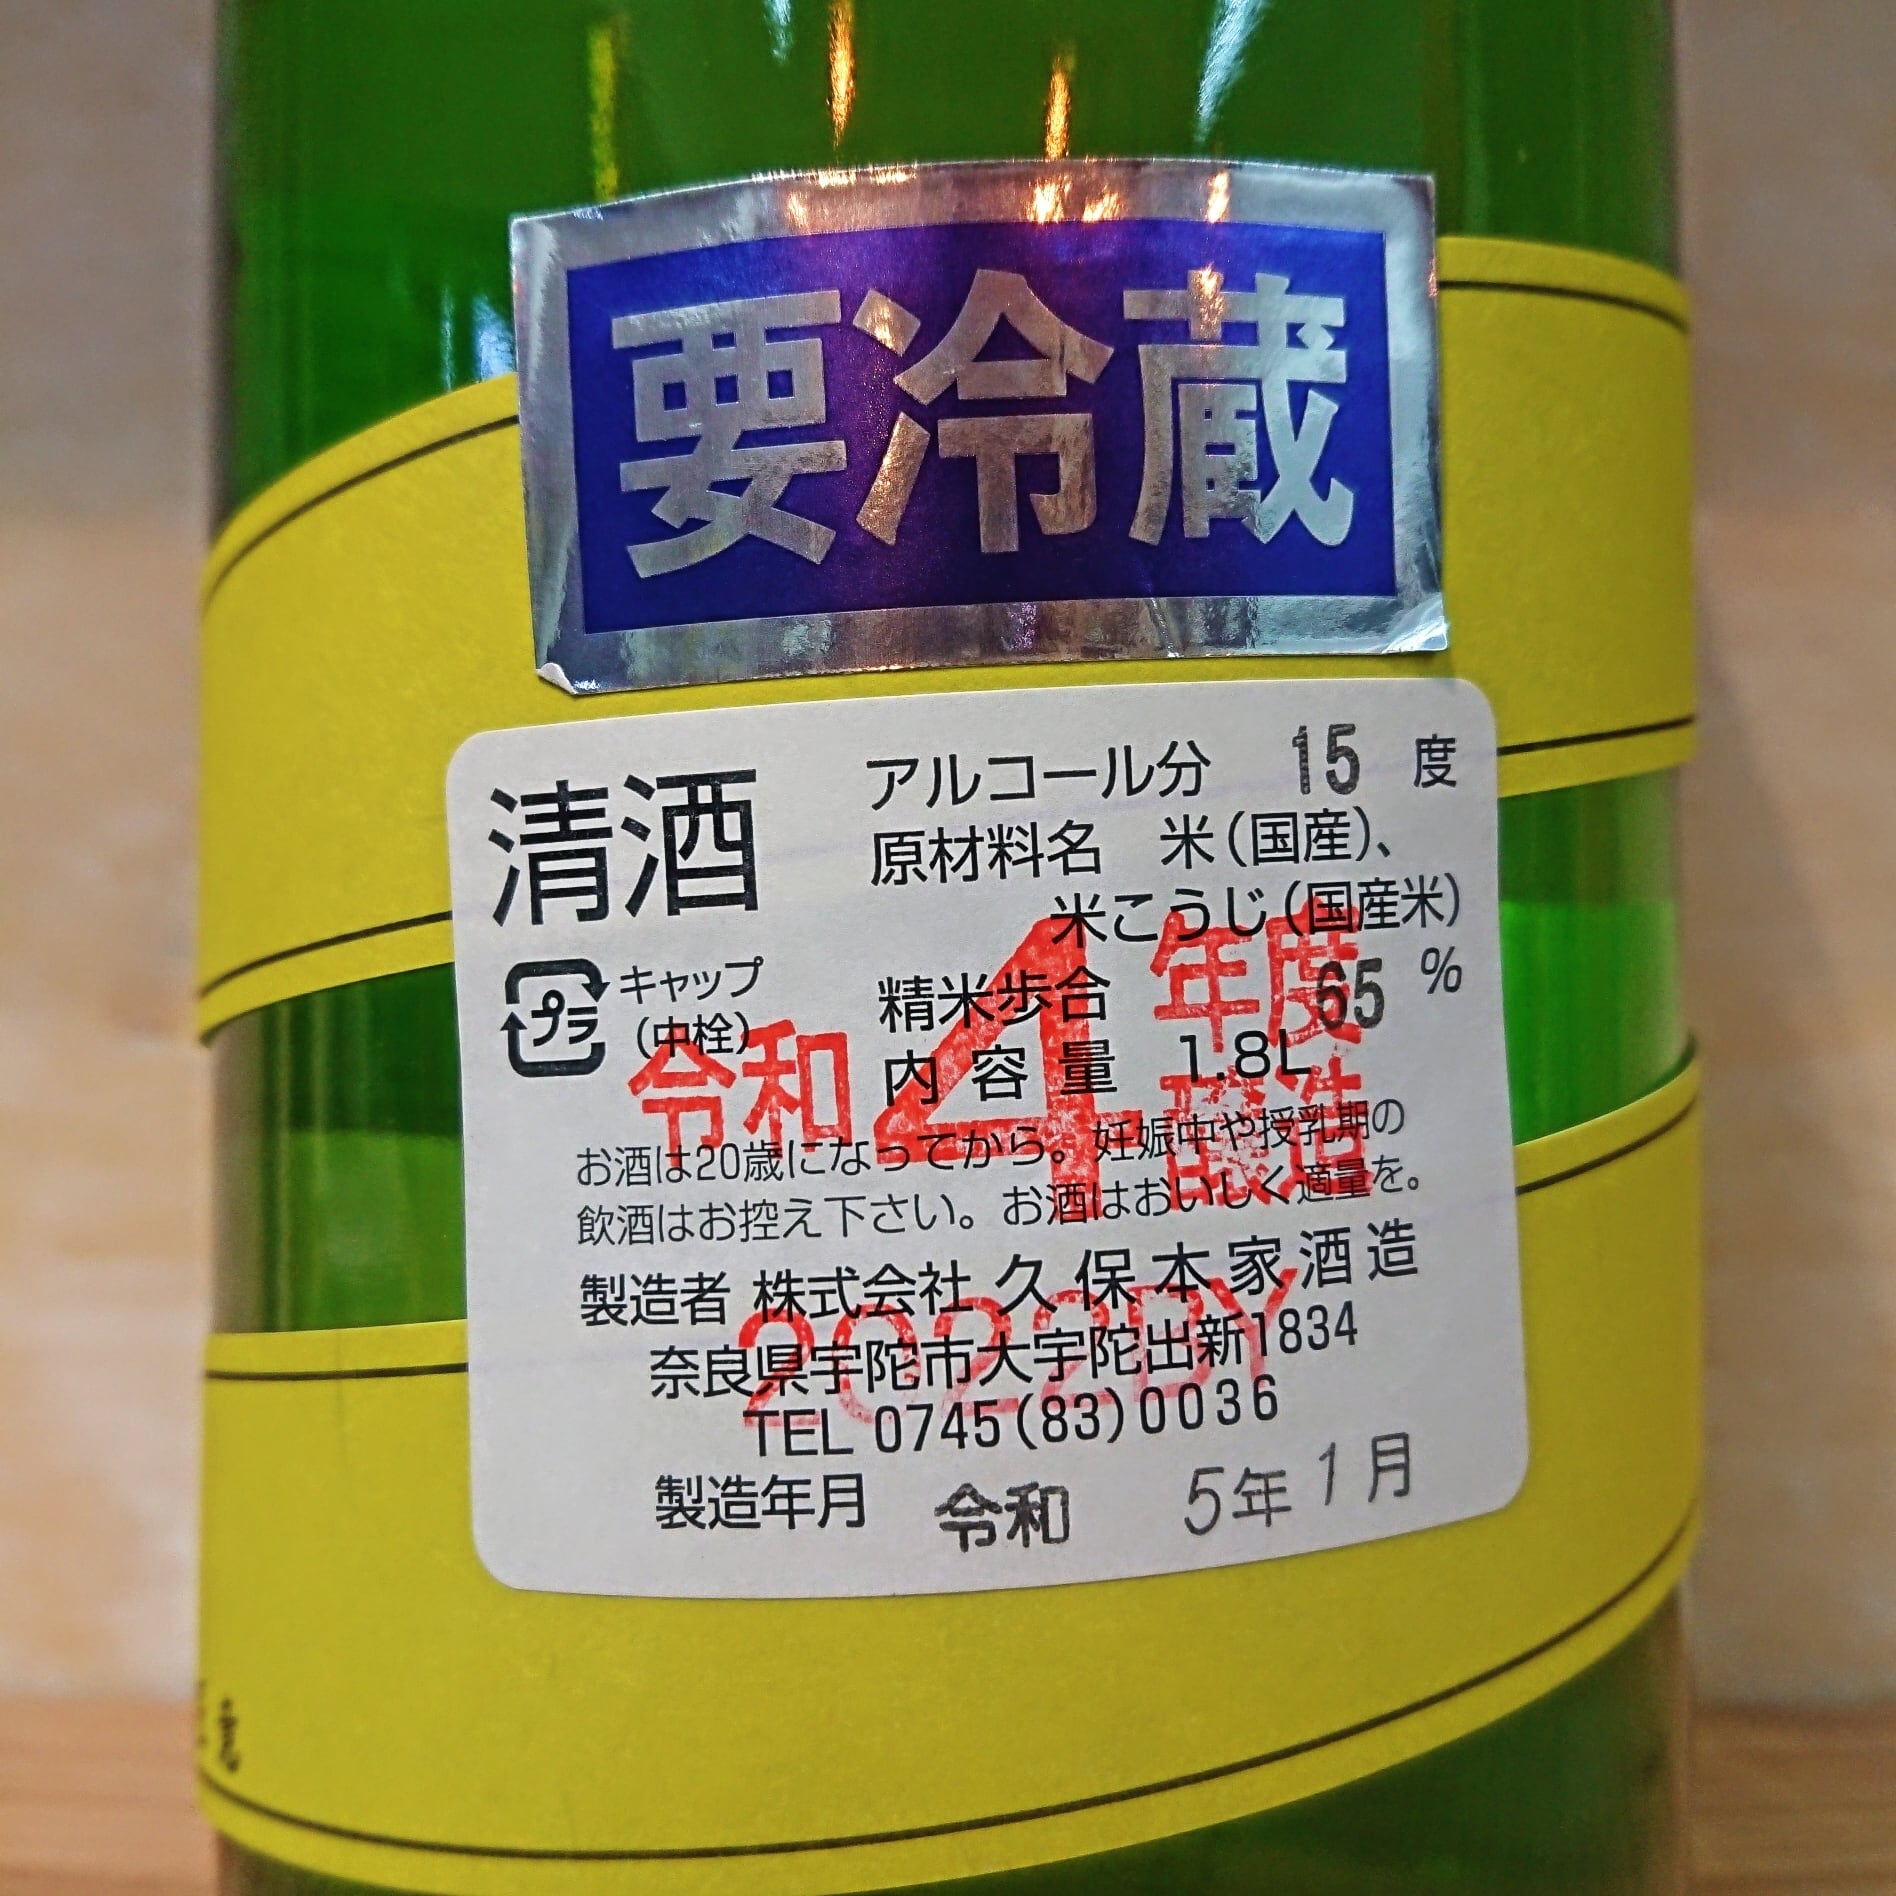 要冷蔵
清酒
アルコール分 15 度
原材料名 米(国産)、
米こうじ(国産米)
精米歩合 65 %
内容量 1.8L
プラ
キャップ
(中栓)
令和4年度
醸造
お酒は20歳になってから。妊娠中や授乳期の
飲酒はお控え下さい。お酒はおいしく適量を。
製造者 株式会社 久保本家酒造
2022BY
奈良県宇陀市大宇陀出新1834
TEL 0745(83)0036
製造年月 令和 5年1月